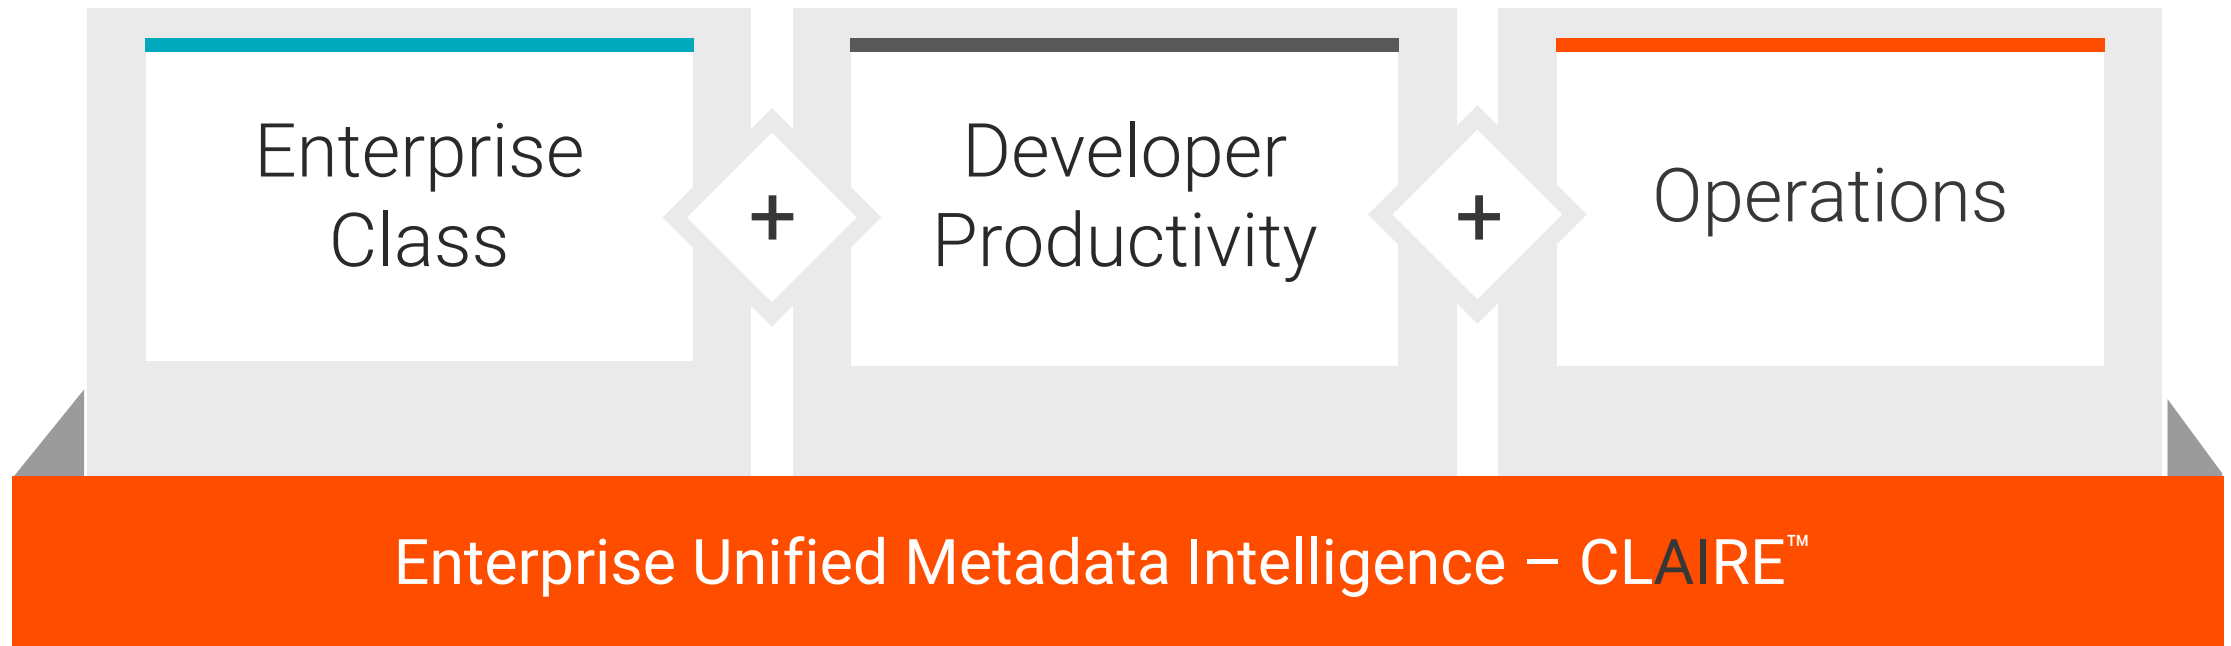 Enterprise
Class
+
Developer
Productivity
+
Operations
Enterprise Unified Metadata Intelligence – CLAIRE™